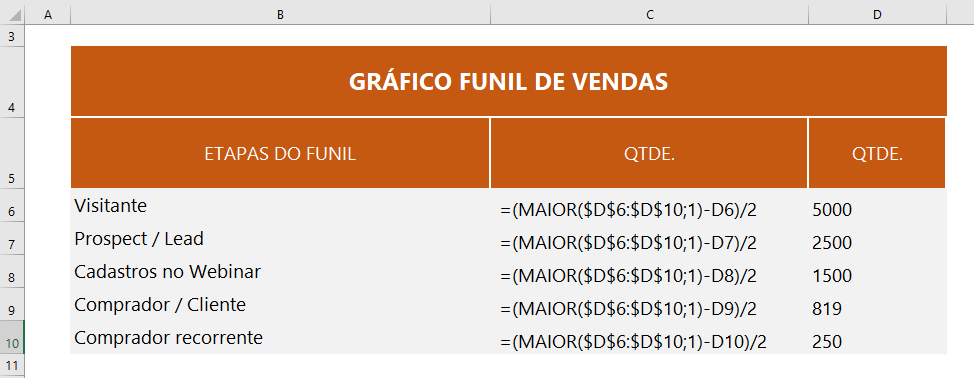 A B C D
3
4 GRÁFICO FUNIL DE VENDAS
5 ETAPAS DO FUNIL QTDE. QTDE.
6 Visitante =(MAIOR($D$6:$D$10;1)-D6)/2 5000
7 Prospect / Lead =(MAIOR($D$6:$D$10;1)-D7)/2 2500
8 Cadastros no Webinar =(MAIOR($D$6:$D$10;1)-D8)/2 1500
9 Comprador / Cliente =(MAIOR($D$6:$D$10;1)-D9)/2 819
10 Comprador recorrente =(MAIOR($D$6:$D$10;1)-D10)/2 250
11